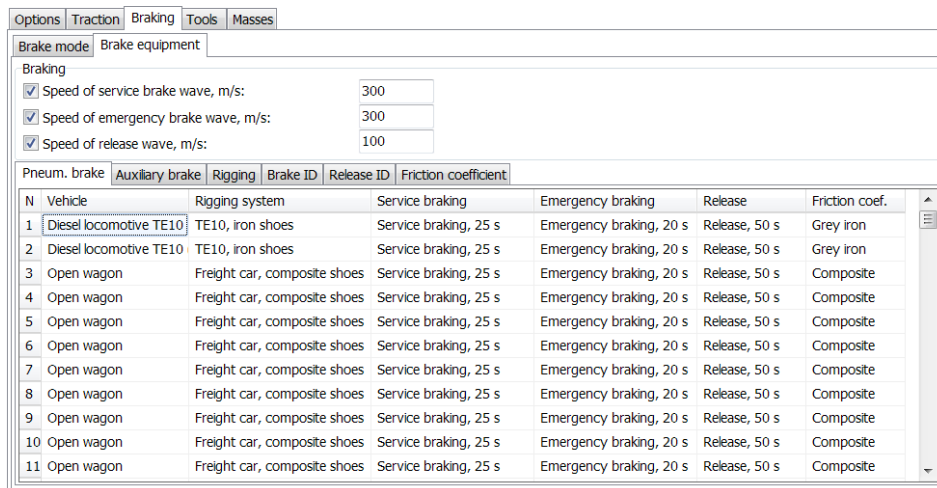 Options Traction Braking Tools Masses
Brake mode Brake equipment
Braking
Speed of service brake wave, m/s: 300
Speed of emergency brake wave, m/s: 300
Speed of release wave, m/s: 100
Pneum. brake Auxiliary brake Rigging Brake ID Release ID Friction coefficient
N Vehicle Rigging system Service braking Emergency braking Release Friction coef.
1 Diesel locomotive TE10 TE10, iron shoes Service braking, 25 s Emergency braking, 20 s Release, 50 s Grey iron
2 Diesel locomotive TE10 TE10, iron shoes Service braking, 25 s Emergency braking, 20 s Release, 50 s Grey iron
3 Open wagon Freight car, composite shoes Service braking, 25 s Emergency braking, 20 s Release, 50 s Composite
4 Open wagon Freight car, composite shoes Service braking, 25 s Emergency braking, 20 s Release, 50 s Composite
5 Open wagon Freight car, composite shoes Service braking, 25 s Emergency braking, 20 s Release, 50 s Composite
6 Open wagon Freight car, composite shoes Service braking, 25 s Emergency braking, 20 s Release, 50 s Composite
7 Open wagon Freight car, composite shoes Service braking, 25 s Emergency braking, 20 s Release, 50 s Composite
8 Open wagon Freight car, composite shoes Service braking, 25 s Emergency braking, 20 s Release, 50 s Composite
9 Open wagon Freight car, composite shoes Service braking, 25 s Emergency braking, 20 s Release, 50 s Composite
10 Open wagon Freight car, composite shoes Service braking, 25 s Emergency braking, 20 s Release, 50 s Composite
11 Open wagon Freight car, composite shoes Service braking, 25 s Emergency braking, 20 s Release, 50 s Composite